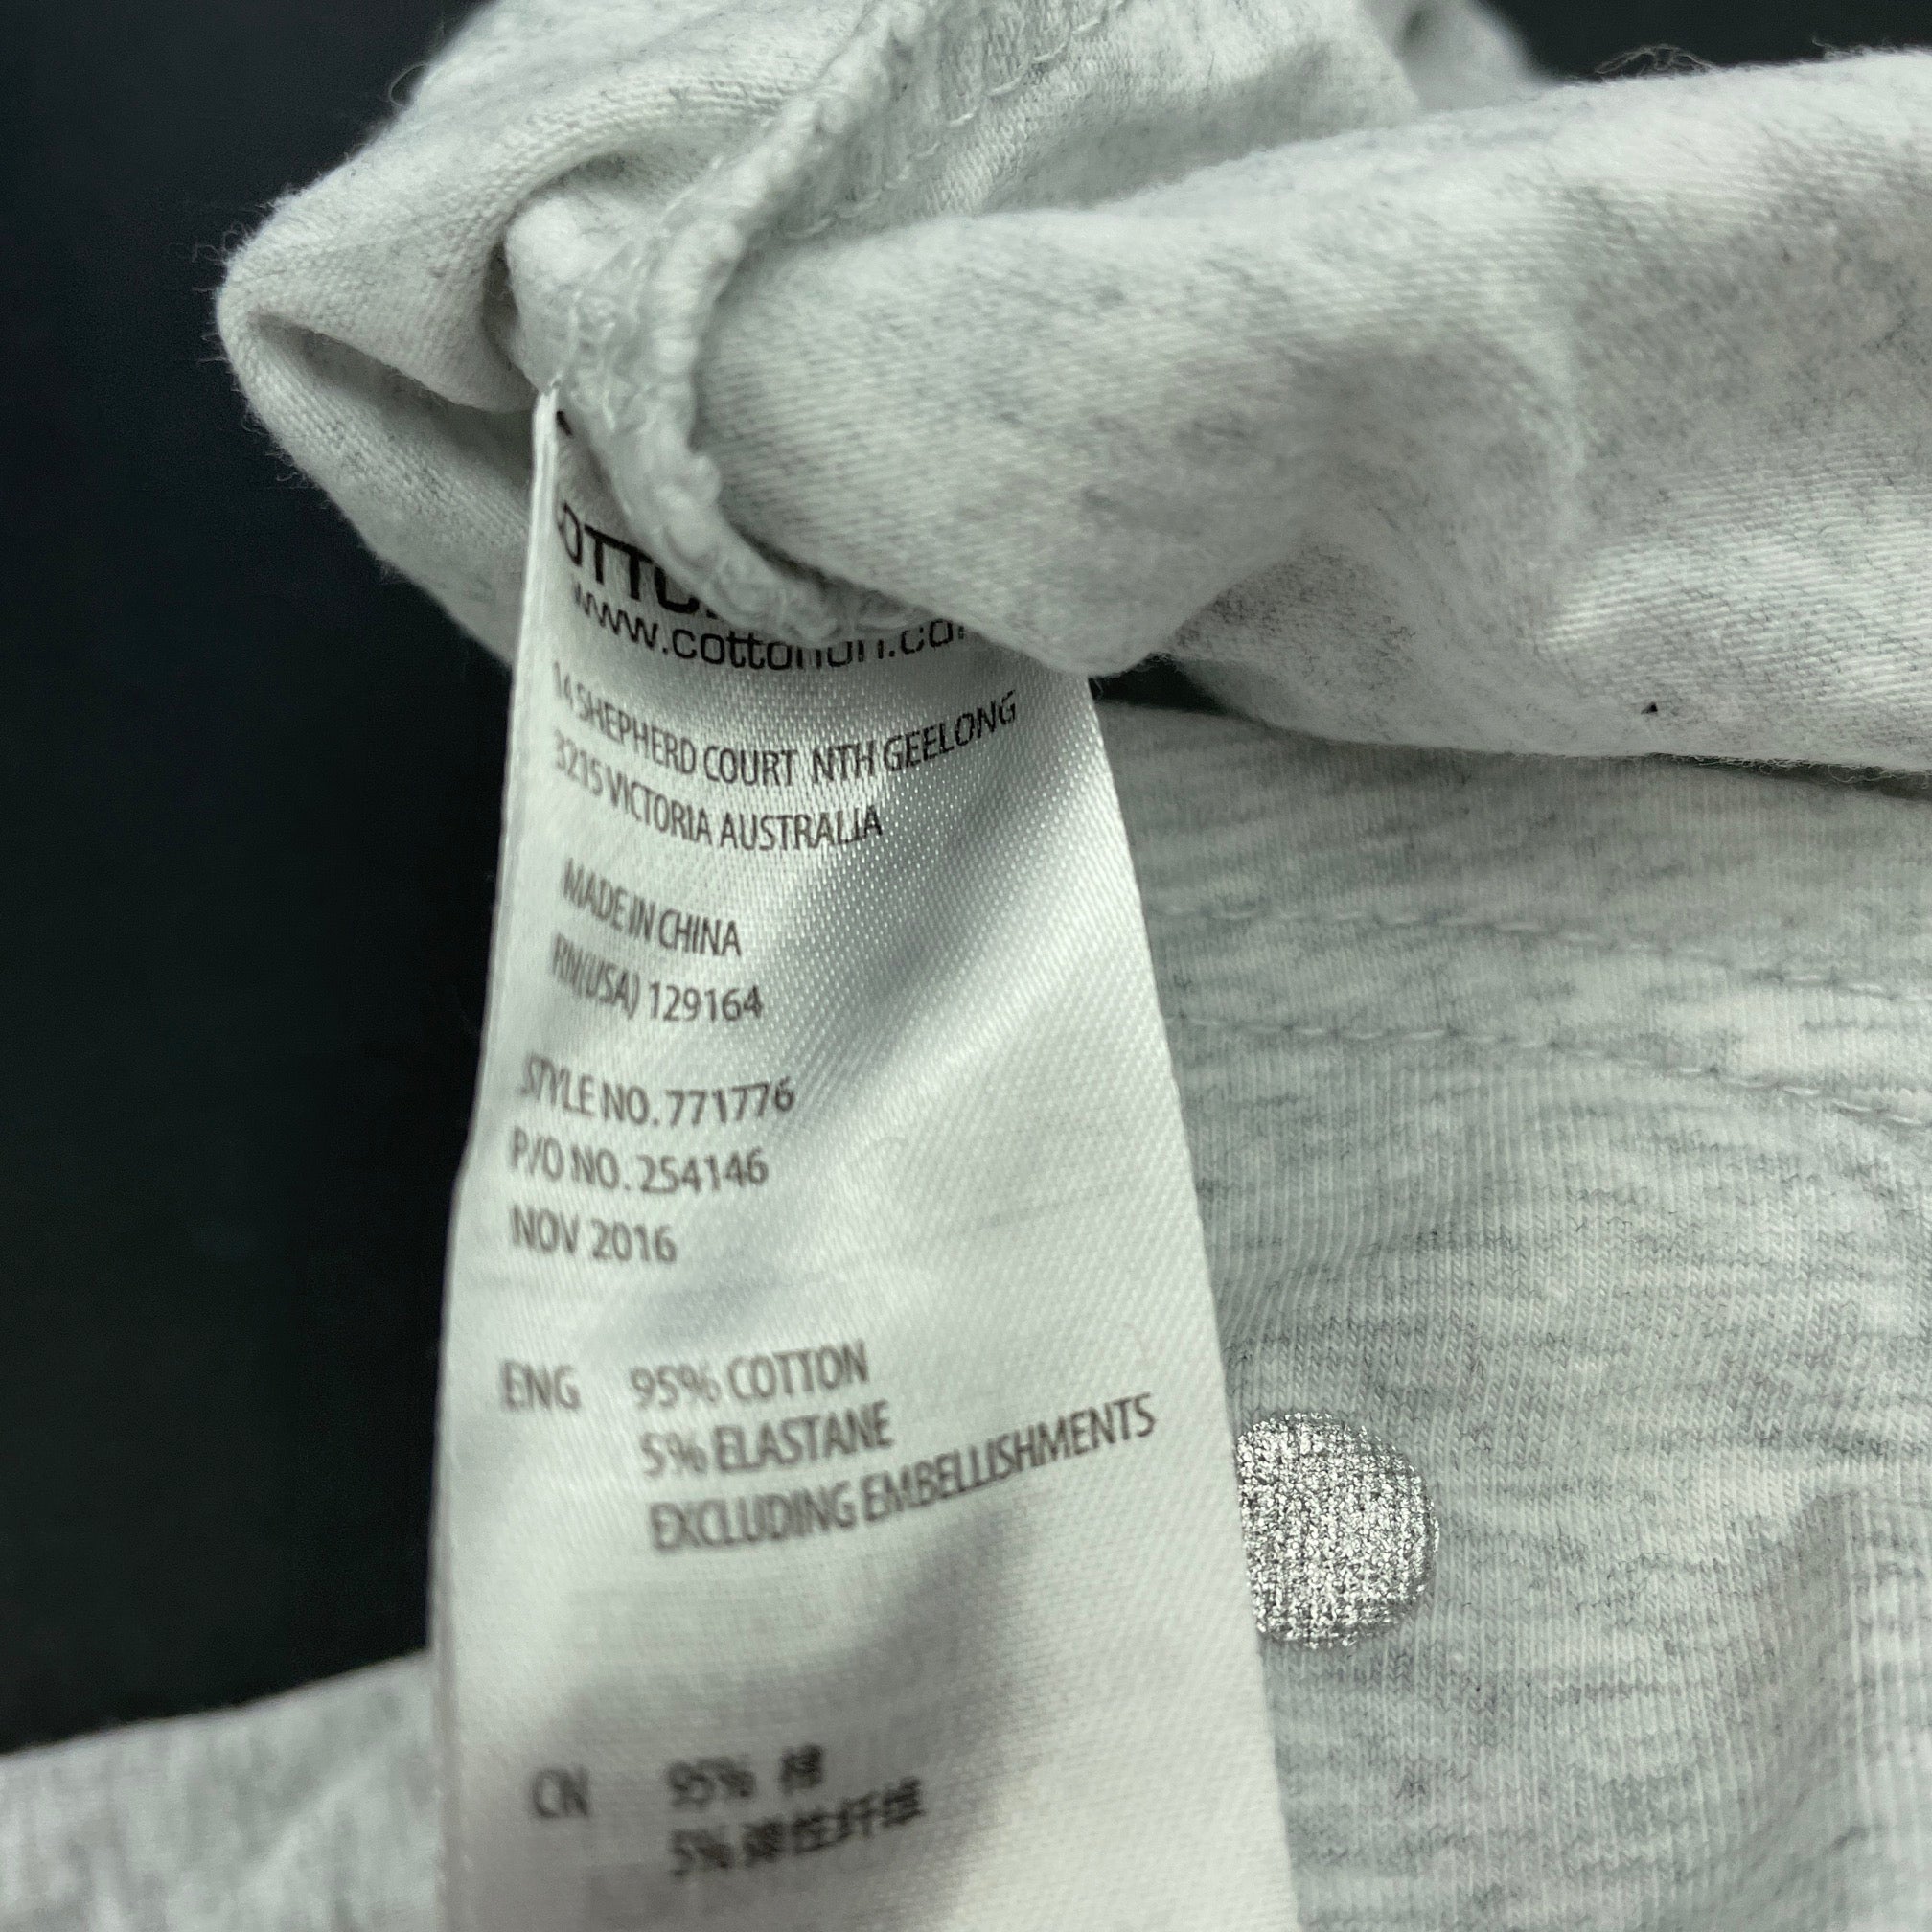 www.cottonon.com
14 SHEPHERD COURT NTH GEELONG
3215 VICTORIA AUSTRALIA
MADE IN CHINA
RN(USA) 129164
STYLE NO. 771776
P/O NO. 254146
NOV 2016
ENG 95% COTTON
5% ELASTANE
EXCLUDING EMBELLISHMENTS
CN 95% 棉
5% 弹性纤维